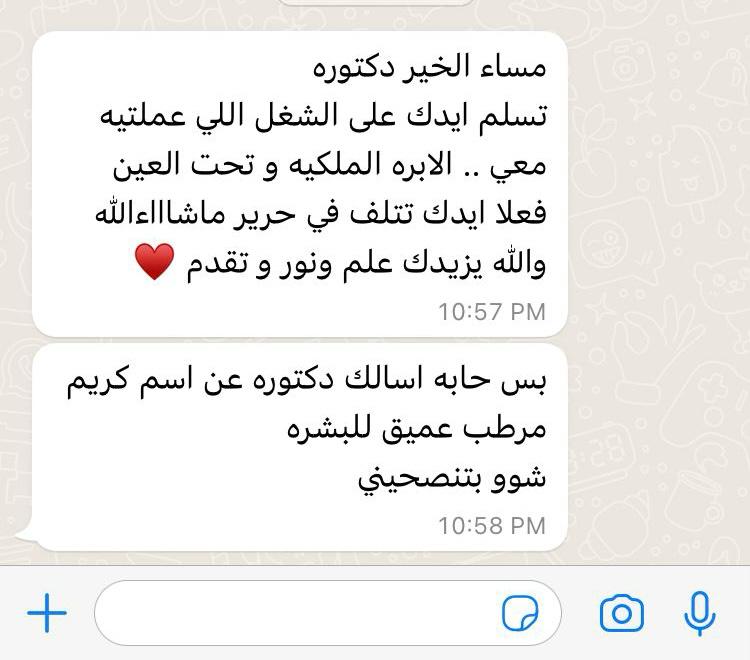 مساء الخير دكتوره
تسلم ايدك على الشغل اللي عملتيه
معي .. الابره الملكيه و تحت العين
فعلا ايدك تتلف في حرير ماشاااءالله
والله يزيدك علم ونور و تقدم ♥️
10:57 PM
بس حابه اسالك دكتوره عن اسم كريم
مرطب عميق للبشره
شوو بتنصحيني
10:58 PM